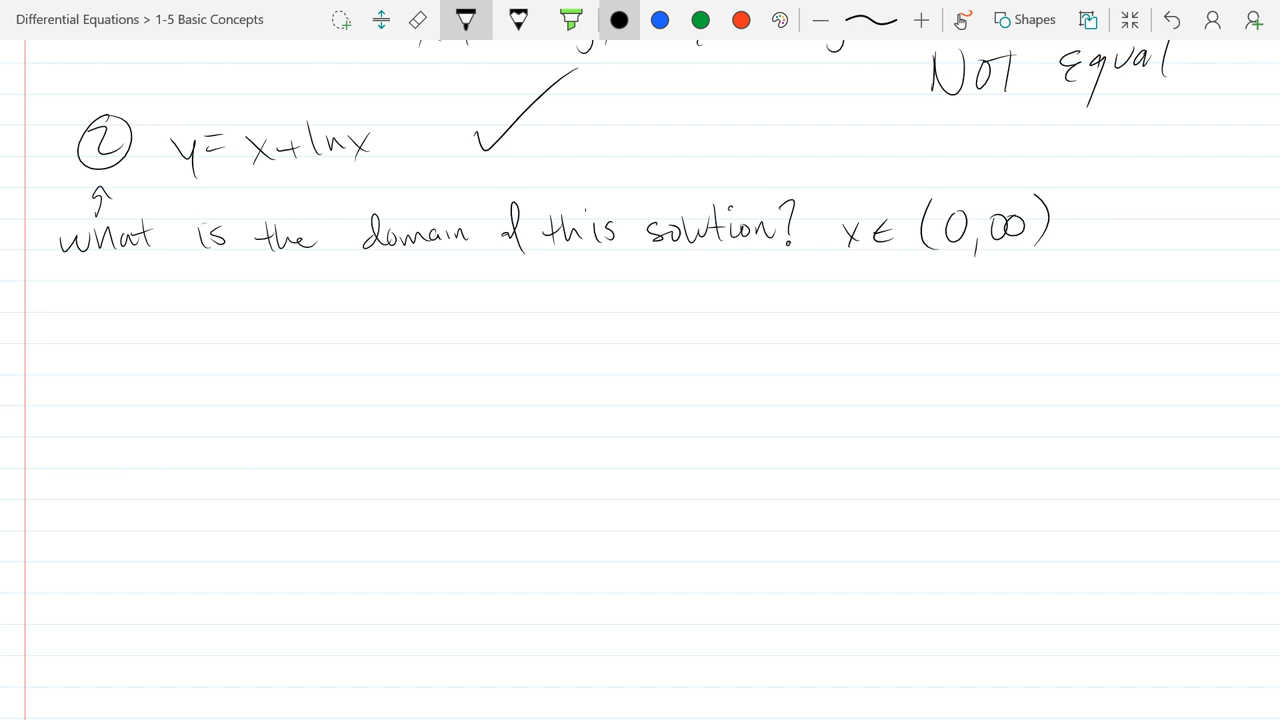 Differential Equations > 1-5 Basic Concepts
Shapes
Not Equal
② y = x + ln x
what is the domain of this solution? x ∈ (0, ∞)